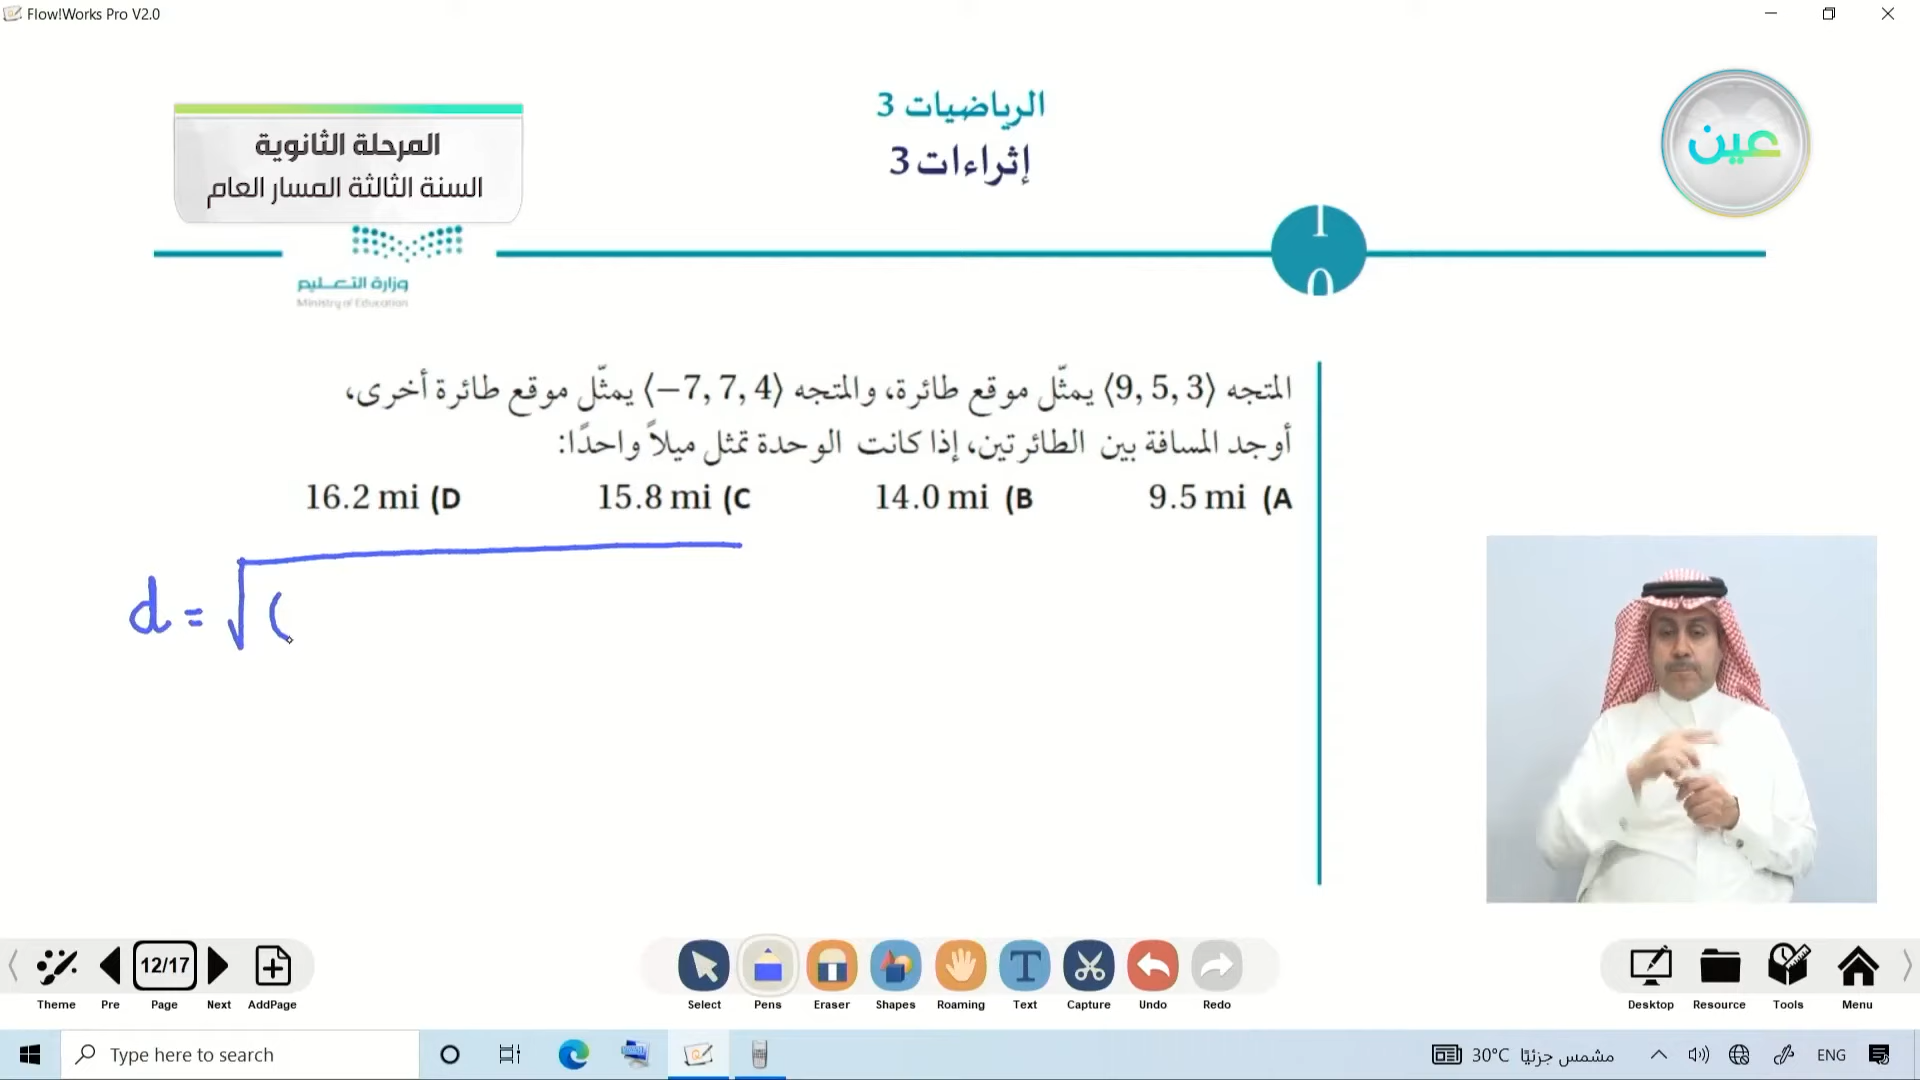 Flow!Works Pro V2.0
الرياضيات 3
إثراءات 3
المرحلة الثانوية
السنة الثالثة المسار العام
عين
وزارة التعليم
Ministry of Education
10
المتجه ⟨9, 5, 3⟩ يمثّل موقع طائرة، والمتجه ⟨−7, 7, 4⟩ يمثّل موقع طائرة أخرى،
أوجد المسافة بين الطائرتين، إذا كانت الوحدة تمثل ميلاً واحدًا:
9.5 mi (A 14.0 mi (B 15.8 mi (C 16.2 mi (D
d = √(
12/17
Theme Pre Page Next AddPage
Select Pens Eraser Shapes Roaming Text Capture Undo Redo
Desktop Resource Tools Menu
Type here to search
30°C مشمس جزئيًا
ENG